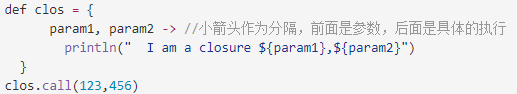 def clos = {
param1, param2 -> //小箭头作为分隔，前面是参数，后面是具体的执行
println("  I am a closure ${param1},${param2}")
}
clos.call(123,456)